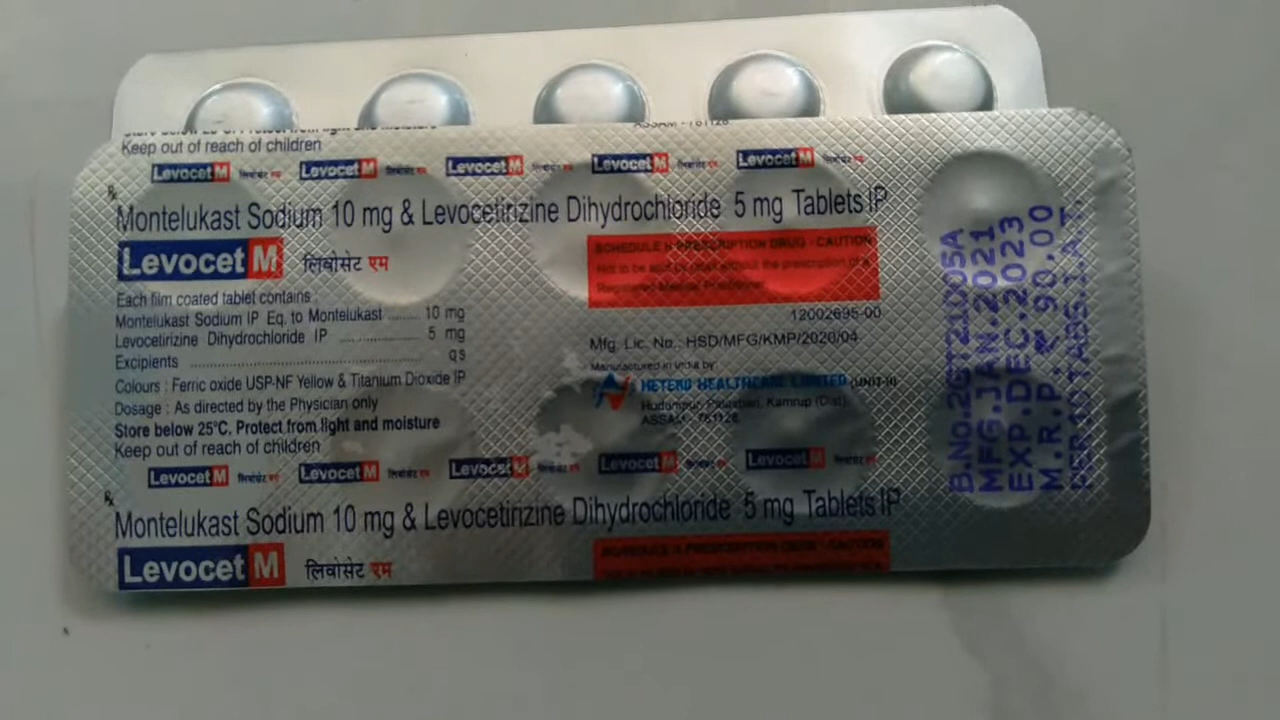 ASSAM - 781128
Keep out of reach of children
Levocet M लिवोसेट एम Levocet M लिवोसेट एम Levocet M लिवोसेट एम Levocet M लिवोसेट एम Levocet M लिवोसेट एम
Rx
Montelukast Sodium 10 mg & Levocetirizine Dihydrochloride 5 mg Tablets IP
Levocet M लिवोसेट एम
SCHEDULE H PRESCRIPTION DRUG - CAUTION
Not to be sold by retail without the prescription of a
Registered Medical Practitioner
Each film coated tablet contains :
Montelukast Sodium IP Eq. to Montelukast ........ 10 mg
Levocetirizine Dihydrochloride IP .................. 5 mg
Excipients .................................................. qs
Colours : Ferric oxide USP-NF Yellow & Titanium Dioxide IP
Dosage : As directed by the Physician only
Store below 25°C. Protect from light and moisture
Keep out of reach of children
12002695-00
Mfg. Lic. No.: HSD/MFG/KMP/2020/04
Manufactured in India by:
HETERO HEALTHCARE LIMITED (UNIT-II)
Kamrup (Dist),
ASSAM - 781128
B.No.2GT21005A
MFG.JAN.2021
EXP.DEC.2023
M.R.P.₹ 90.00
PER10TABS.I.A.T.
Levocet M लिवोसेट एम Levocet M लिवोसेट एम Levocet M Levocet M लिवोसेट एम Levocet M लिवोसेट एम
Rx
Montelukast Sodium 10 mg & Levocetirizine Dihydrochloride 5 mg Tablets IP
Levocet M लिवोसेट एम
SCHEDULE H PRESCRIPTION DRUG - CAUTION